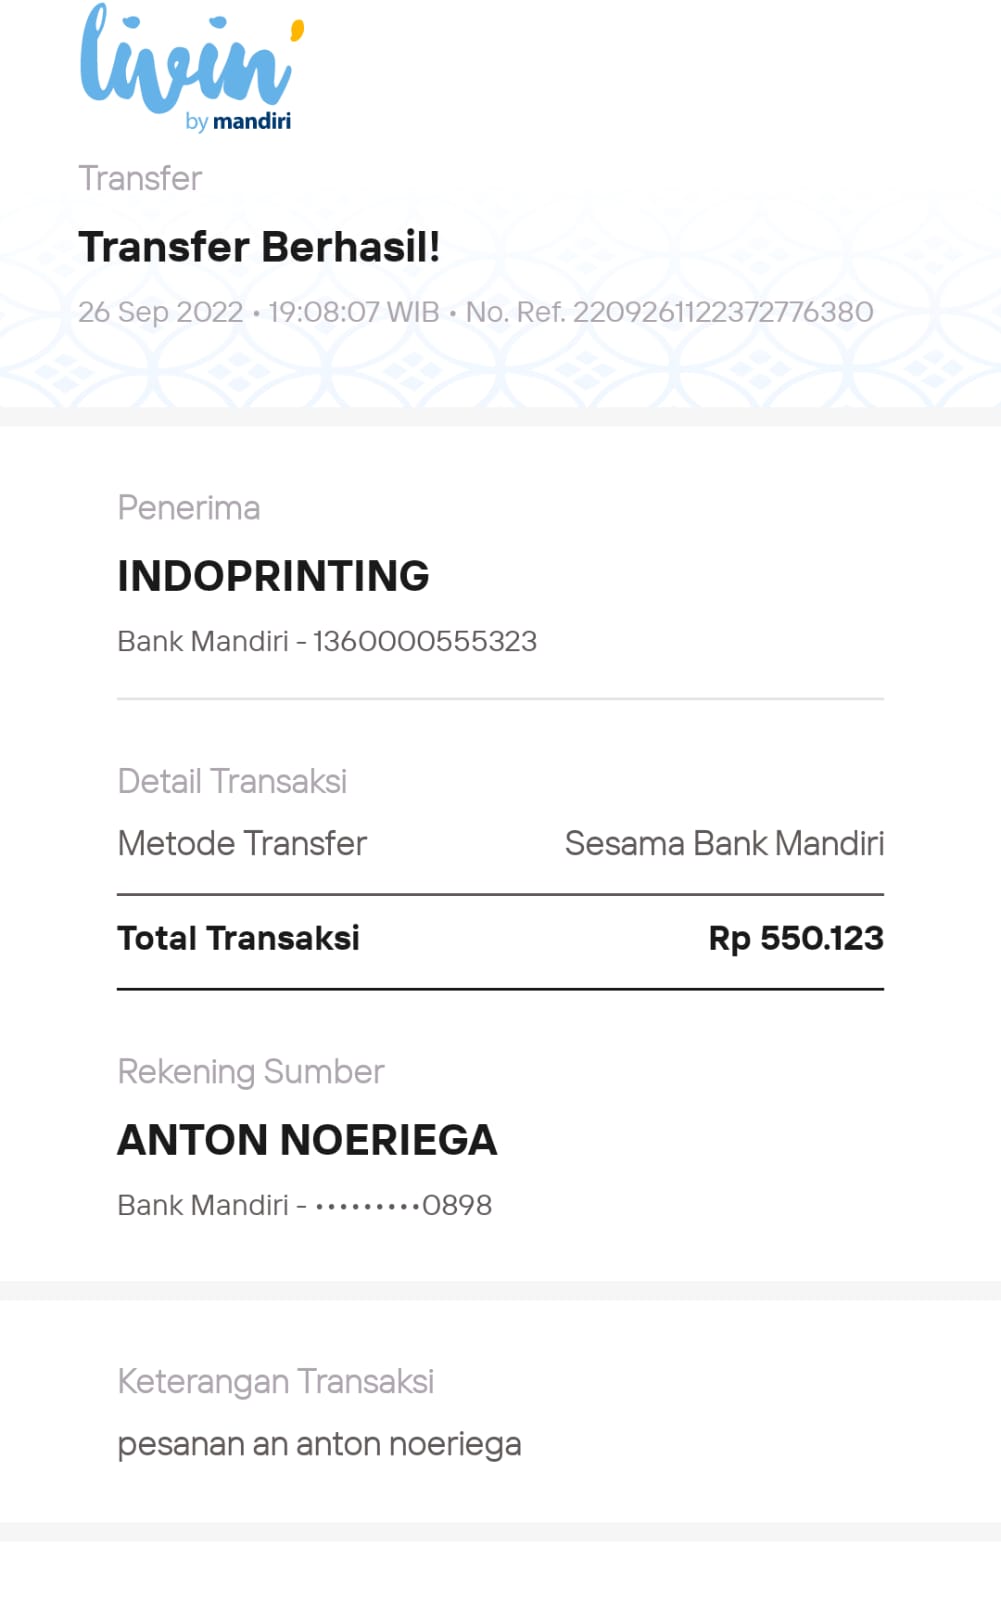 livin'
by mandiri
Transfer
Transfer Berhasil!
26 Sep 2022 • 19:08:07 WIB • No. Ref. 2209261122372776380
Penerima
INDOPRINTING
Bank Mandiri - 1360000555323
Detail Transaksi
Metode Transfer Sesama Bank Mandiri
Total Transaksi Rp 550.123
Rekening Sumber
ANTON NOERIEGA
Bank Mandiri - •••••••••0898
Keterangan Transaksi
pesanan an anton noeriega